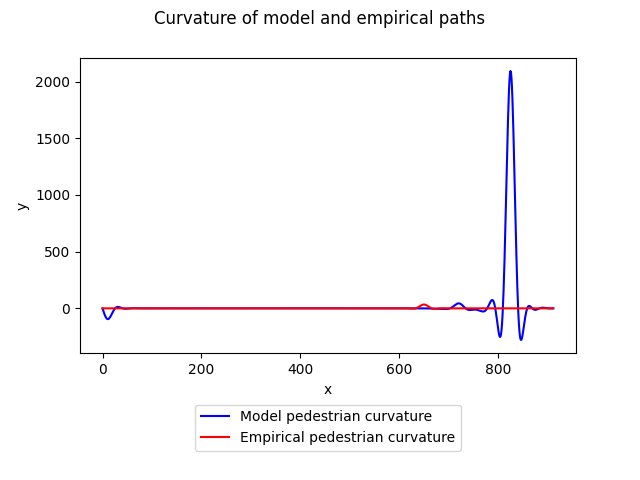 Curvature of model and empirical paths
2000
1500
1000
500
0
y
0 200 400 600 800
x
Model pedestrian curvature
Empirical pedestrian curvature